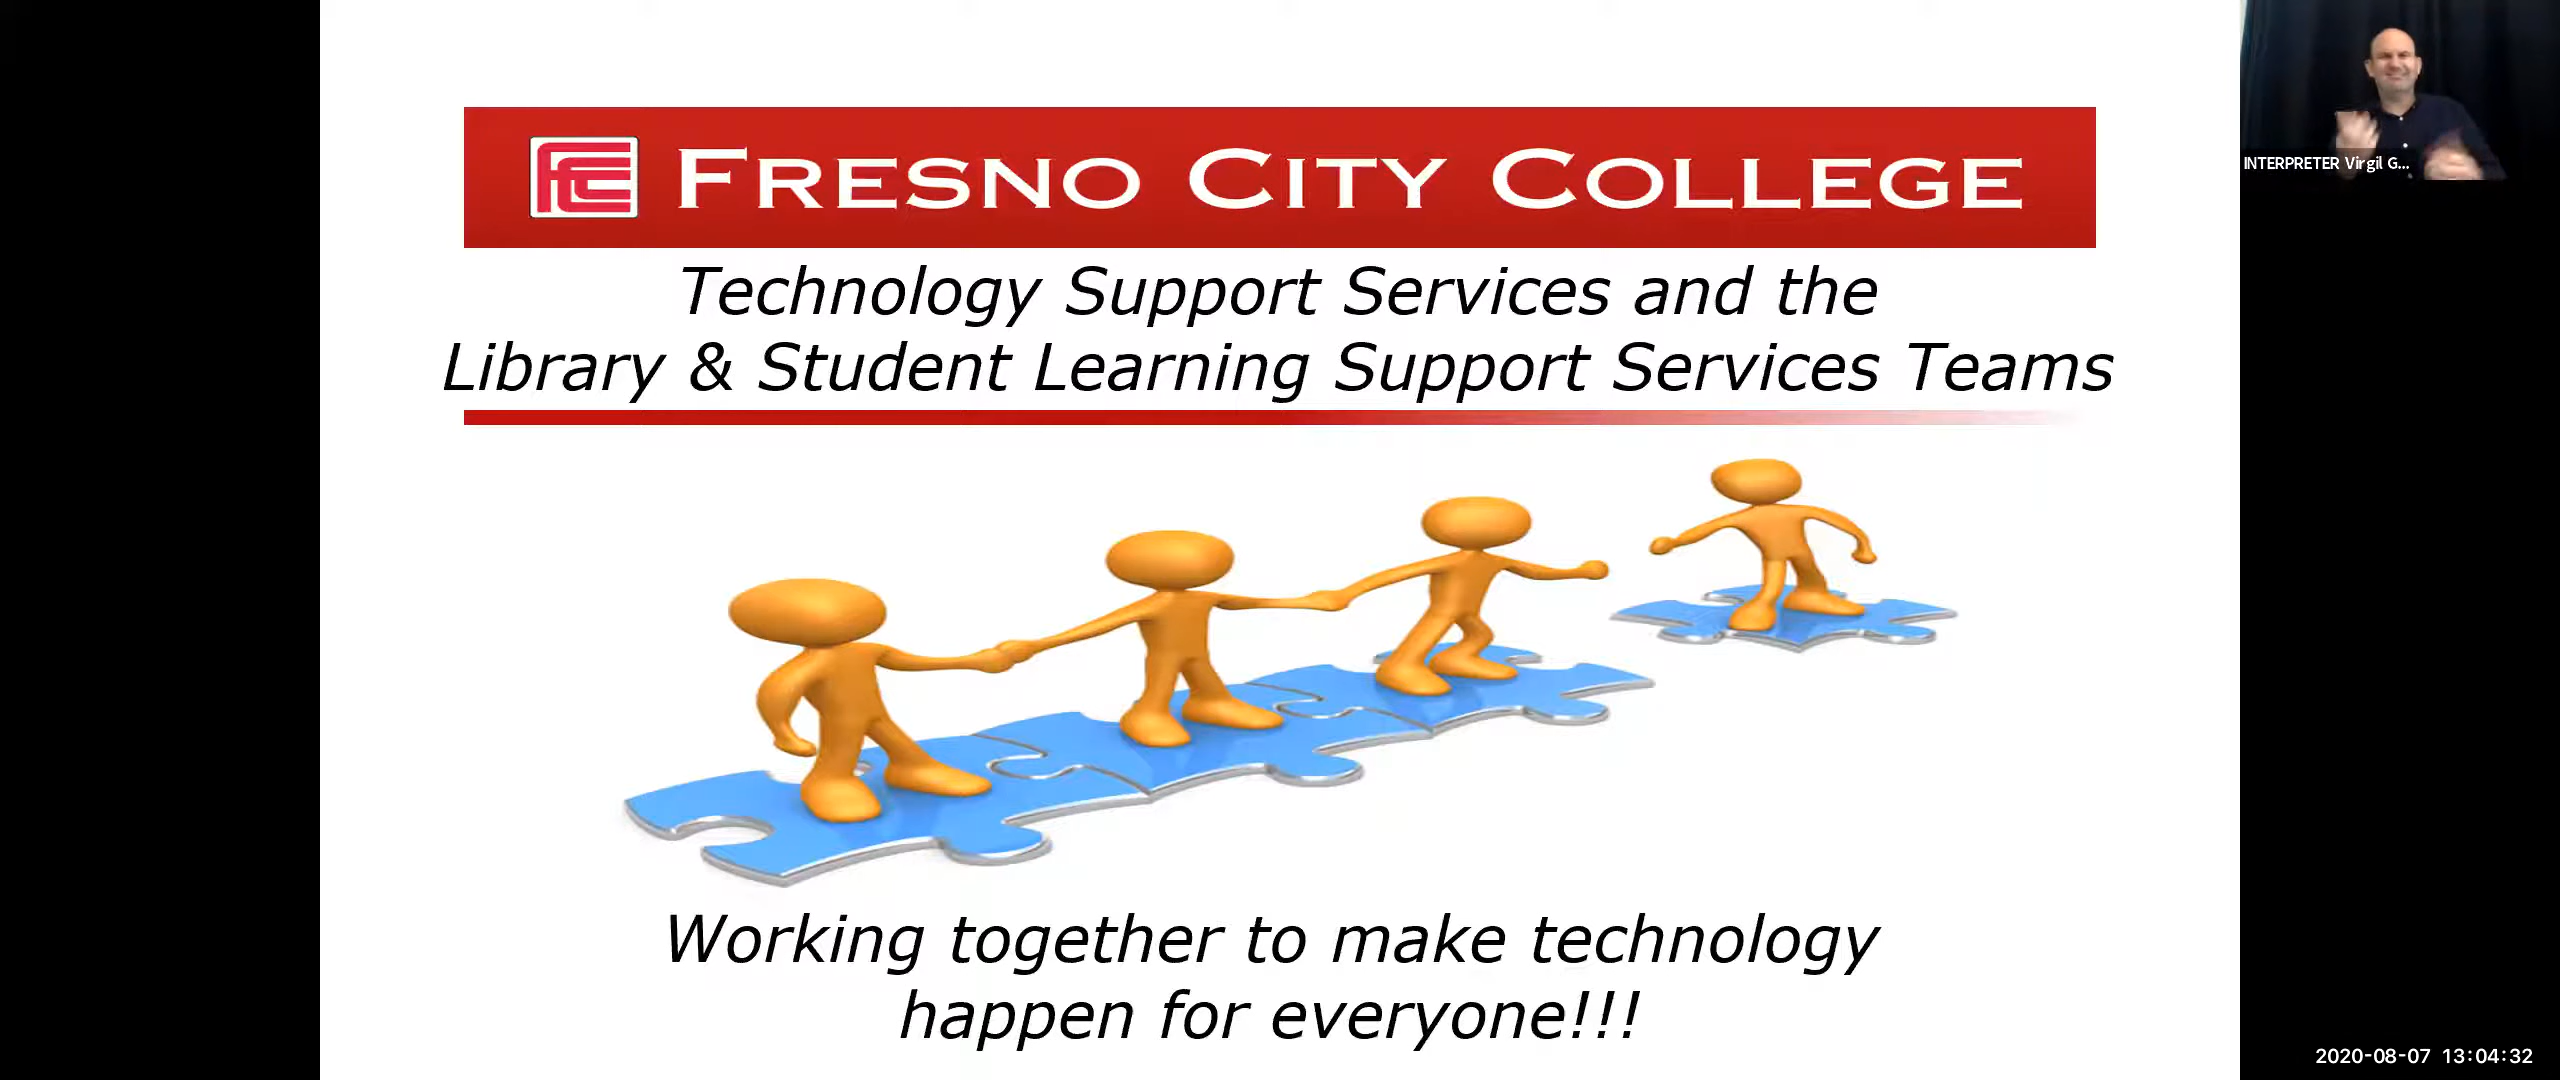 FCC FRESNO CITY COLLEGE
INTERPRETER Virgil G...
Technology Support Services and the
Library & Student Learning Support Services Teams
Working together to make technology
happen for everyone!!!
2020-08-07 13:04:32